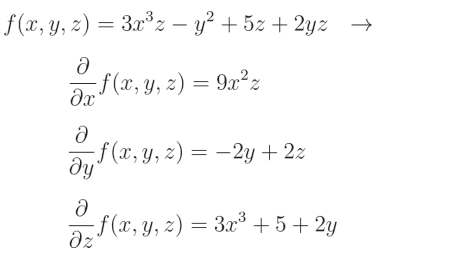 f(x, y, z) = 3x³z − y² + 5z + 2yz →
∂/∂x f(x, y, z) = 9x²z
∂/∂y f(x, y, z) = −2y + 2z
∂/∂z f(x, y, z) = 3x³ + 5 + 2y